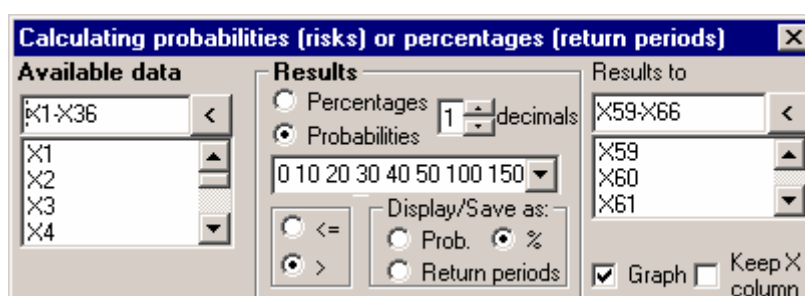 Calculating probabilities (risks) or percentages (return periods)
Available data
X1-X36
<
X1
X2
X3
X4
Results
Percentages
Probabilities
1
decimals
0 10 20 30 40 50 100 150
<=
>
Display/Save as:
Prob.
%
Return periods
Results to
X59-X66
<
X59
X60
X61
Graph
Keep X
column